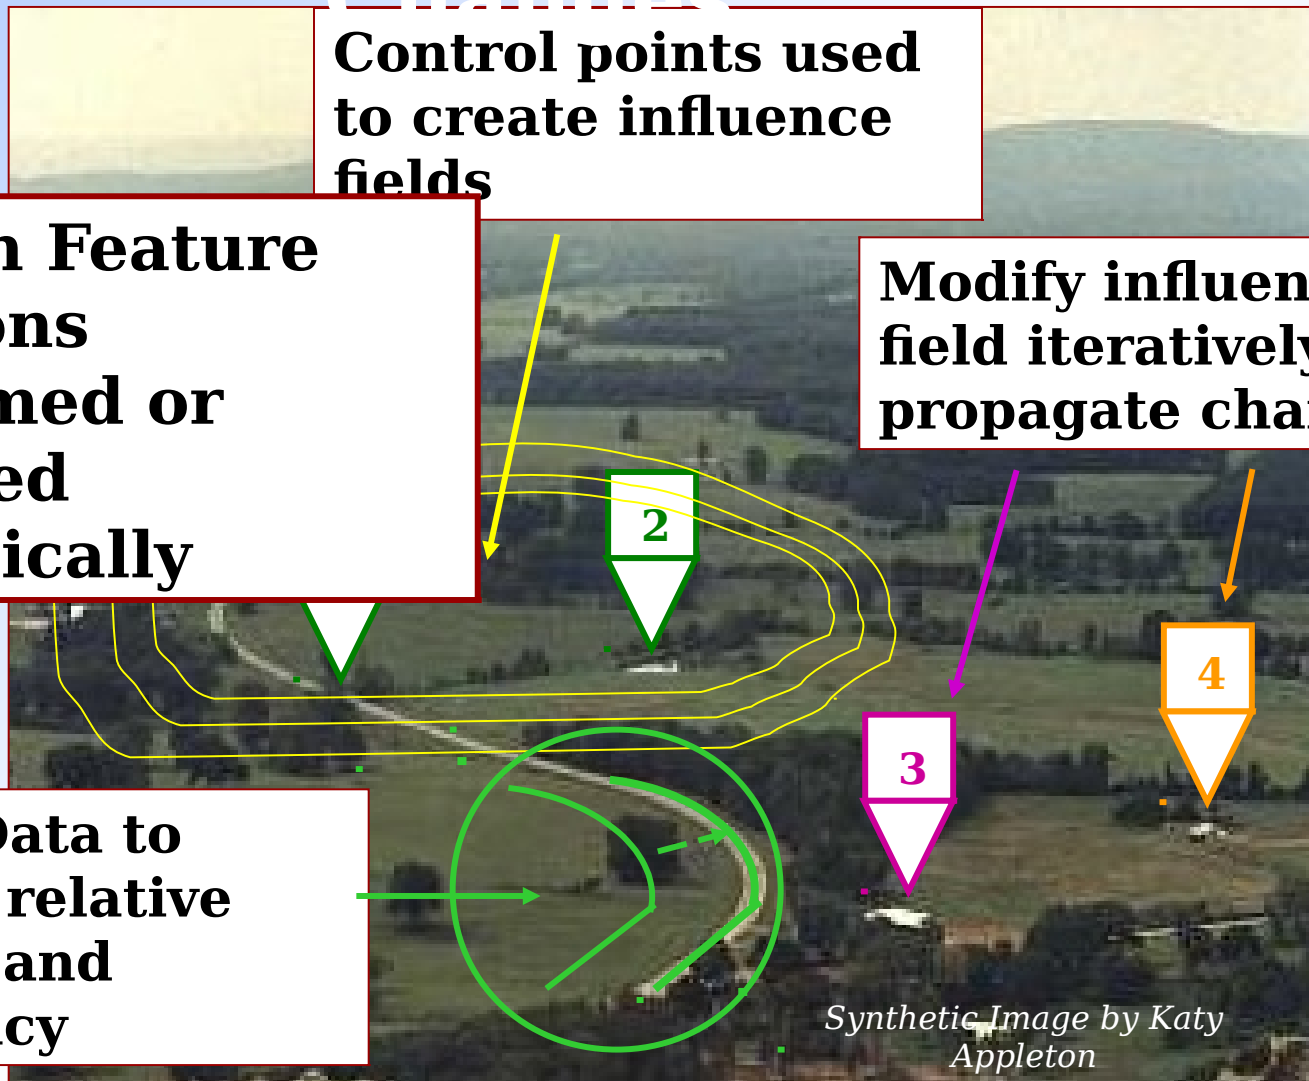 Control points used
to create influence
fields
Feature
ons
med or
ed
ically
Modify influen
field iteratively
propagate cha
2
4
3
Data to
relative
and
cy
Synthetic Image by Katy
Appleton